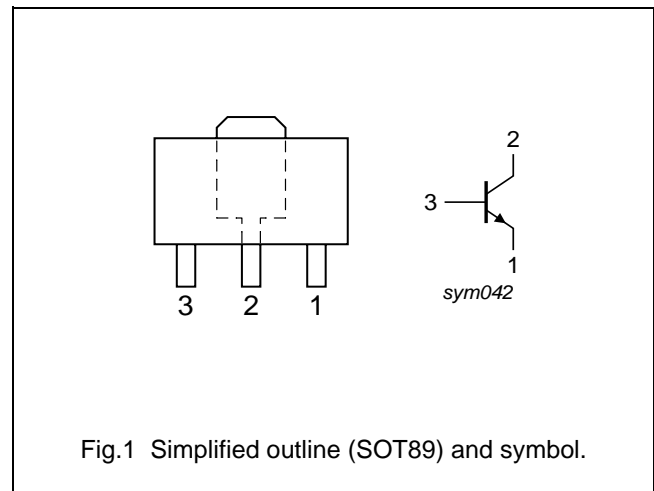 2
3
1
sym042
3 2 1
Fig.1 Simplified outline (SOT89) and symbol.